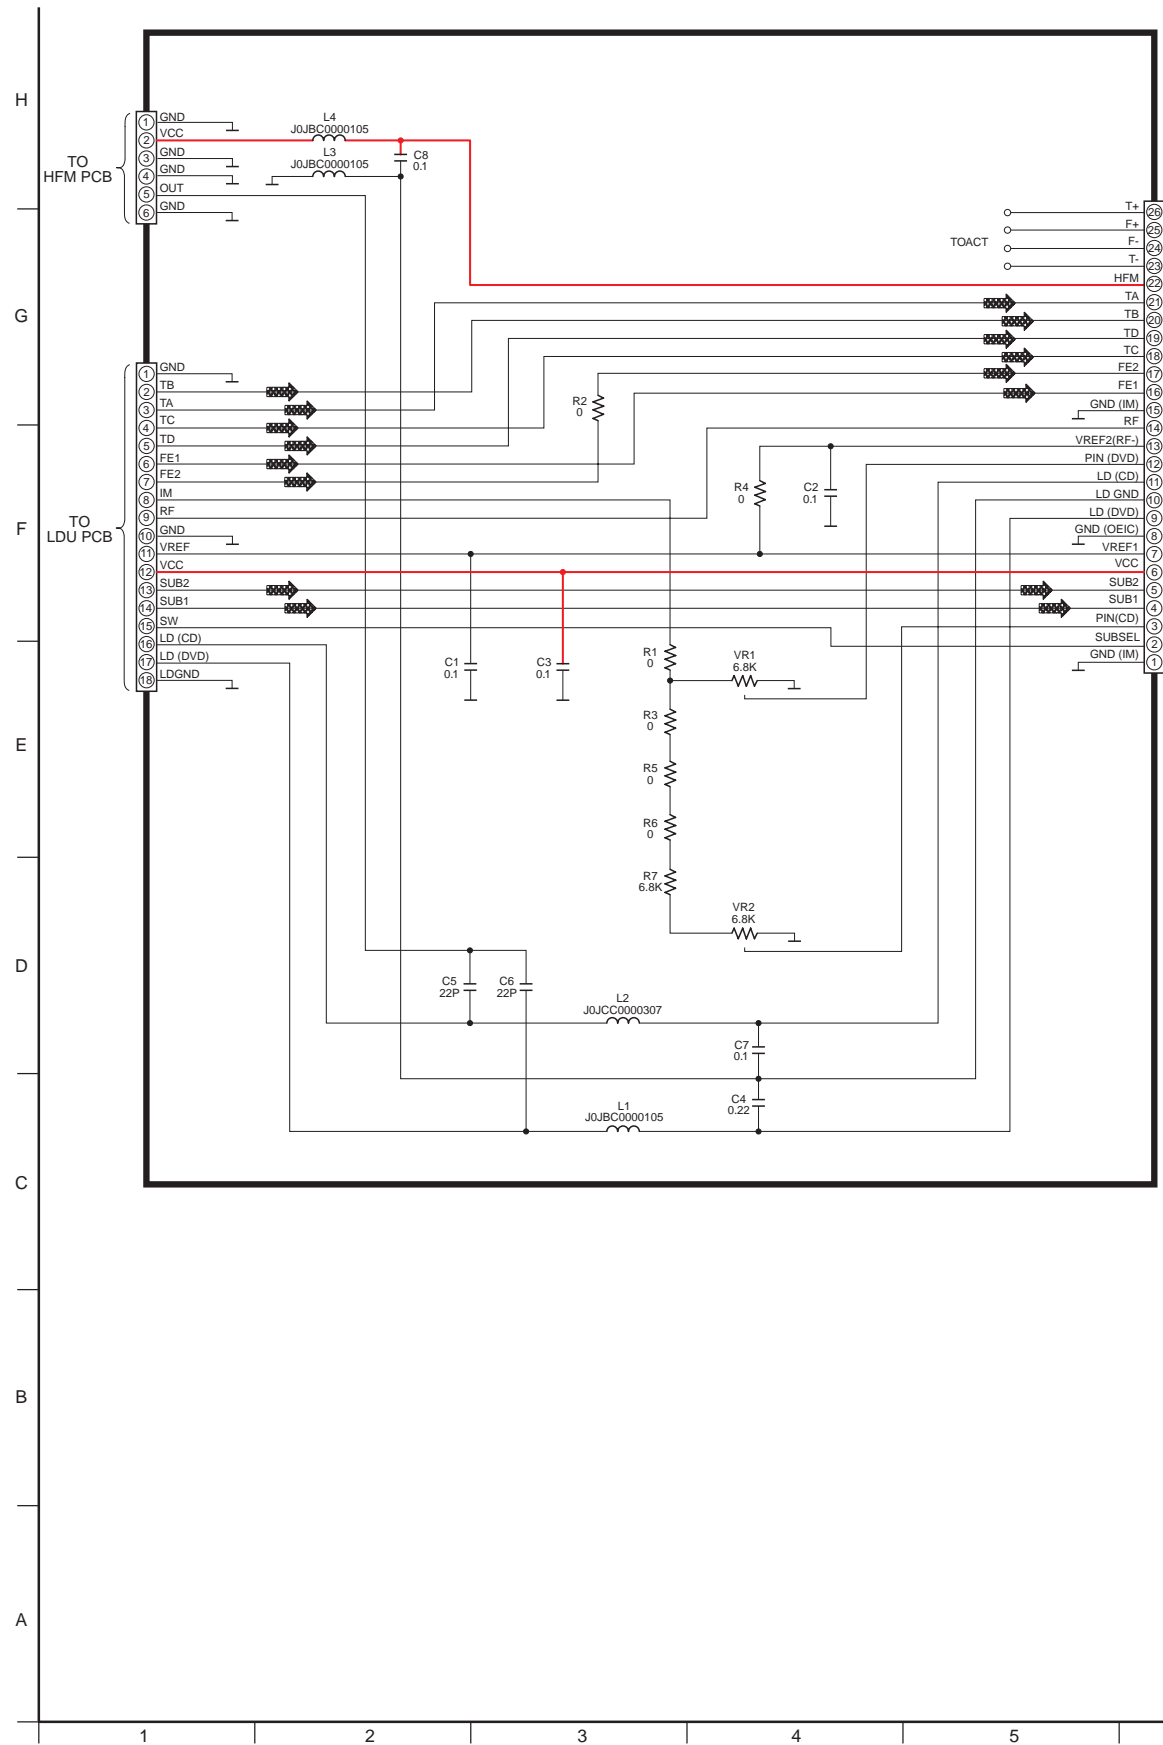 H
G
F
E
D
C
B
A
1
2
3
4
5
TO
HFM PCB
1 GND
2 VCC
3 GND
4 GND
5 OUT
6 GND
L4
J0JBC0000105
L3
J0JBC0000105
C8
0.1
TO
LDU PCB
1 GND
2 TB
3 TA
4 TC
5 TD
6 FE1
7 FE2
8 IM
9 RF
10 GND
11 VREF
12 VCC
13 SUB2
14 SUB1
15 SW
16 LD (CD)
17 LD (DVD)
18 LDGND
TOACT
T+ 26
F+ 25
F- 24
T- 23
HFM 22
TA 21
TB 20
TD 19
TC 18
FE2 17
FE1 16
GND (IM) 15
RF 14
VREF2(RF-) 13
PIN (DVD) 12
LD (CD) 11
LD GND 10
LD (DVD) 9
GND (OEIC) 8
VREF1 7
VCC 6
SUB2 5
SUB1 4
PIN(CD) 3
SUBSEL 2
GND (IM) 1
R2
0
R4
0
C2
0.1
C1
0.1
C3
0.1
R1
0
VR1
6.8K
R3
0
R5
0
R6
0
R7
6.8K
VR2
6.8K
C5
22P
C6
22P
L2
J0JCC0000307
C7
0.1
L1
J0JBC0000105
C4
0.22